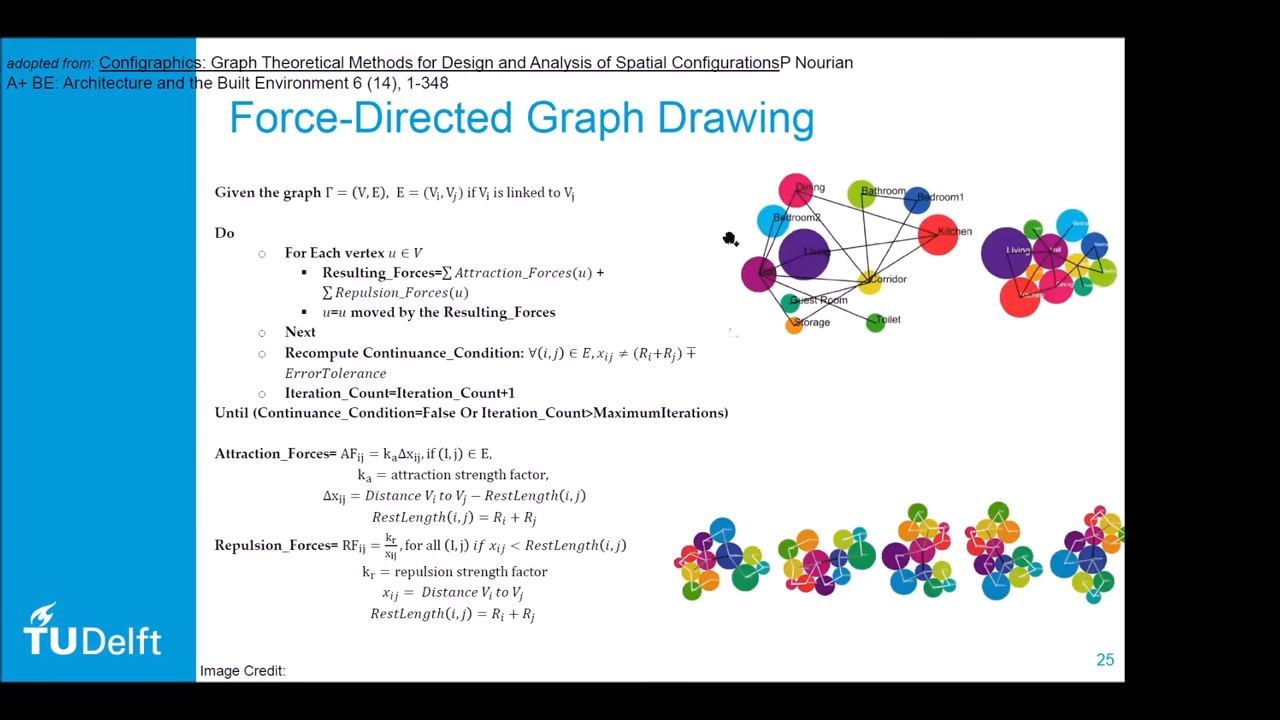 adopted from: Configraphics: Graph Theoretical Methods for Design and Analysis of Spatial ConfigurationsP Nourian
A+ BE: Architecture and the Built Environment 6 (14), 1-348
Force-Directed Graph Drawing
Given the graph Γ = (V, E), E = (Vᵢ, Vⱼ) if Vᵢ is linked to Vⱼ
Do
○ For Each vertex u ∈ V
▪ Resulting_Forces=∑ Attraction_Forces(u) +
∑ Repulsion_Forces(u)
▪ u=u moved by the Resulting_Forces
○ Next
○ Recompute Continuance_Condition: ∀(i, j) ∈ E, xᵢⱼ ≠ (Rᵢ+Rⱼ) ∓
ErrorTolerance
○ Iteration_Count=Iteration_Count+1
Until (Continuance_Condition=False Or Iteration_Count>MaximumIterations)
Attraction_Forces= AFᵢⱼ = kₐΔxᵢⱼ, if (I, j) ∈ E,
kₐ = attraction strength factor,
Δxᵢⱼ = Distance Vᵢ to Vⱼ − RestLength(i, j)
RestLength(i, j) = Rᵢ + Rⱼ
Repulsion_Forces= RFᵢⱼ = kᵣ/xᵢⱼ, for all (I, j) if xᵢⱼ < RestLength(i, j)
kᵣ = repulsion strength factor
xᵢⱼ = Distance Vᵢ to Vⱼ
RestLength(i, j) = Rᵢ + Rⱼ
Dining
Bathroom
Bedroom1
Bedroom2
Kitchen
Living
Corridor
Guest Room
Storage
Toilet
Living
TUDelft
Image Credit:
25